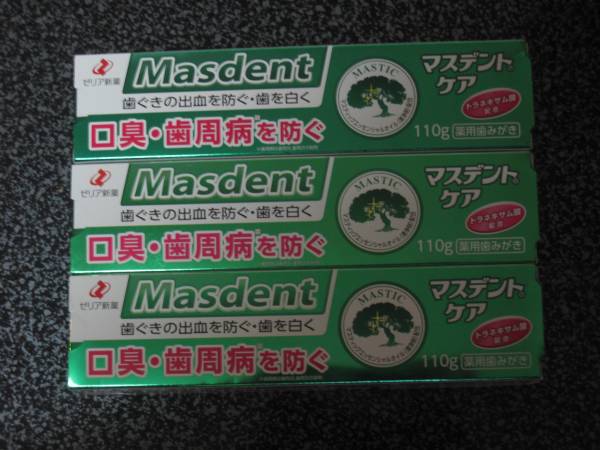 ゼリア新薬
Masdent
歯ぐきの出血を防ぐ・歯を白く
口臭・歯周病を防ぐ
MASTIC
マスデント
ケア
トラネキサム酸
配合
110g 薬用歯みがき
ゼリア新薬
Masdent
歯ぐきの出血を防ぐ・歯を白く
口臭・歯周病を防ぐ
MASTIC
マスデント
ケア
トラネキサム酸
配合
110g 薬用歯みがき
ゼリア新薬
Masdent
歯ぐきの出血を防ぐ・歯を白く
口臭・歯周病を防ぐ
MASTIC
マスデント
ケア
トラネキサム酸
配合
110g 薬用歯みがき